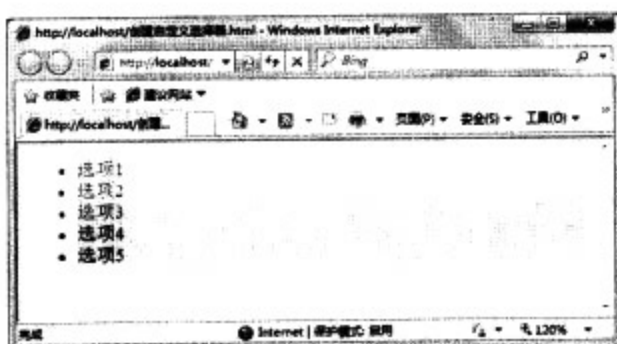 http://localhost/创建自定义选择器.html - Windows Internet Explorer
http://localhost/
Bing
收藏夹 建议网站
http://localhost/创建... 页面(P) 安全(S) 工具(O) »
选项1
选项2
选项3
选项4
选项5
完成 Internet | 保护模式: 禁用 120%